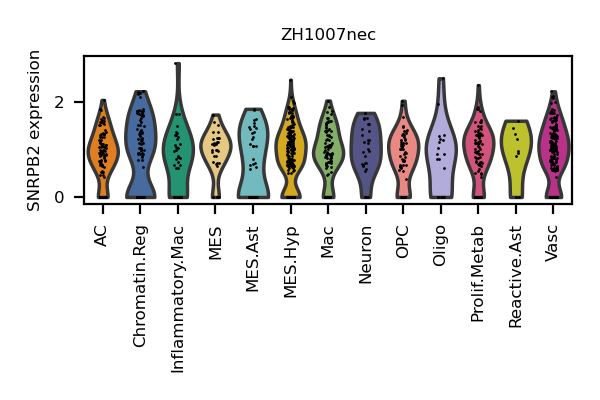 ZH1007nec
SNRPB2 expression
2
0
AC
Chromatin.Reg
Inflammatory.Mac
MES
MES.Ast
MES.Hyp
Mac
Neuron
OPC
Oligo
Prolif.Metab
Reactive.Ast
Vasc